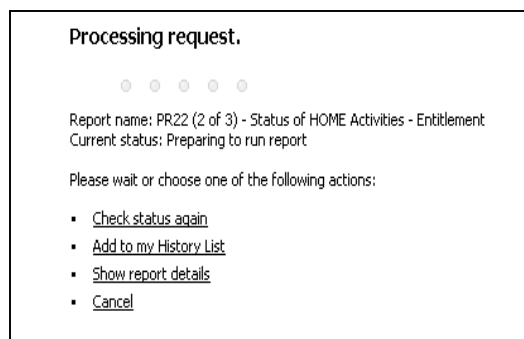 Processing request.
Report name: PR22 (2 of 3) - Status of HOME Activities - Entitlement
Current status: Preparing to run report
Please wait or choose one of the following actions:
Check status again
Add to my History List
Show report details
Cancel